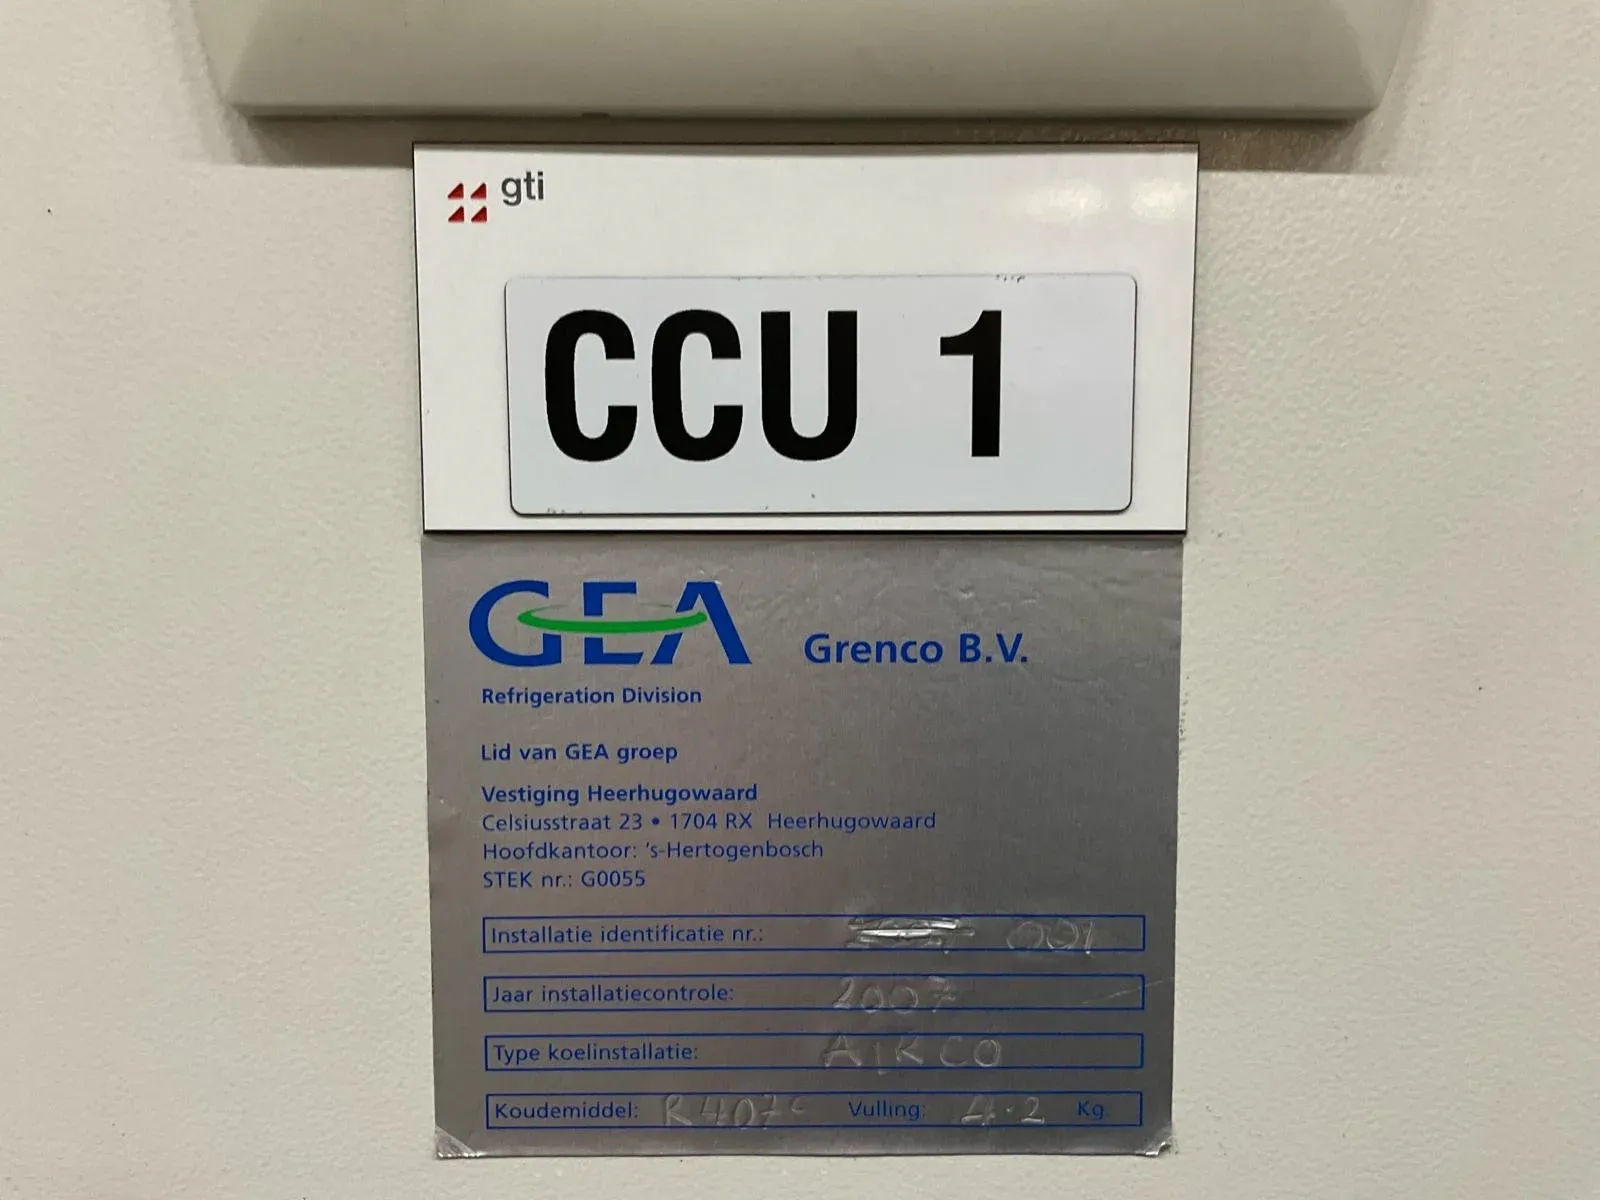 gti
CCU 1
GEA Grenco B.V.
Refrigeration Division
Lid van GEA groep
Vestiging Heerhugowaard
Celsiusstraat 23 • 1704 RX Heerhugowaard
Hoofdkantoor: 's-Hertogenbosch
STEK nr.: G0055
Installatie identificatie nr.: 001
Jaar installatiecontrole: 2007
Type koelinstallatie: AIRCO
Koudemiddel: R407c Vulling: 4.2 Kg